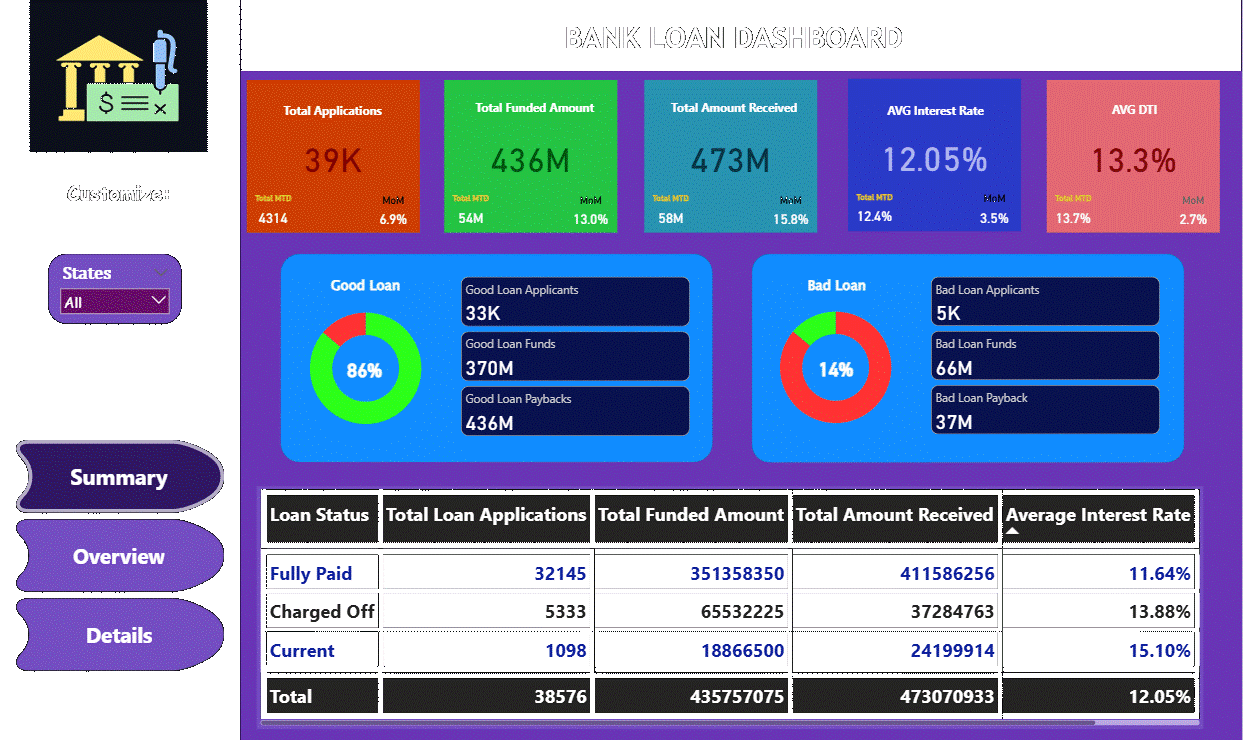 BANK LOAN DASHBOARD
$
Customize:
States
All
Summary
Overview
Details
Total Applications
39K
Total MTD
MoM
4314
6.9%
Total Funded Amount
436M
Total MTD
MoM
54M
13.0%
Total Amount Received
473M
Total MTD
MoM
58M
15.8%
AVG Interest Rate
12.05%
Total MTD
MoM
12.4%
3.5%
AVG DTI
13.3%
Total MTD
MoM
13.7%
2.7%
Good Loan
86%
Good Loan Applicants
33K
Good Loan Funds
370M
Good Loan Paybacks
436M
Bad Loan
14%
Bad Loan Applicants
5K
Bad Loan Funds
66M
Bad Loan Payback
37M
Loan Status Total Loan Applications Total Funded Amount Total Amount Received Average Interest Rate
Fully Paid 32145 351358350 411586256 11.64%
Charged Off 5333 65532225 37284763 13.88%
Current 1098 18866500 24199914 15.10%
Total 38576 435757075 473070933 12.05%